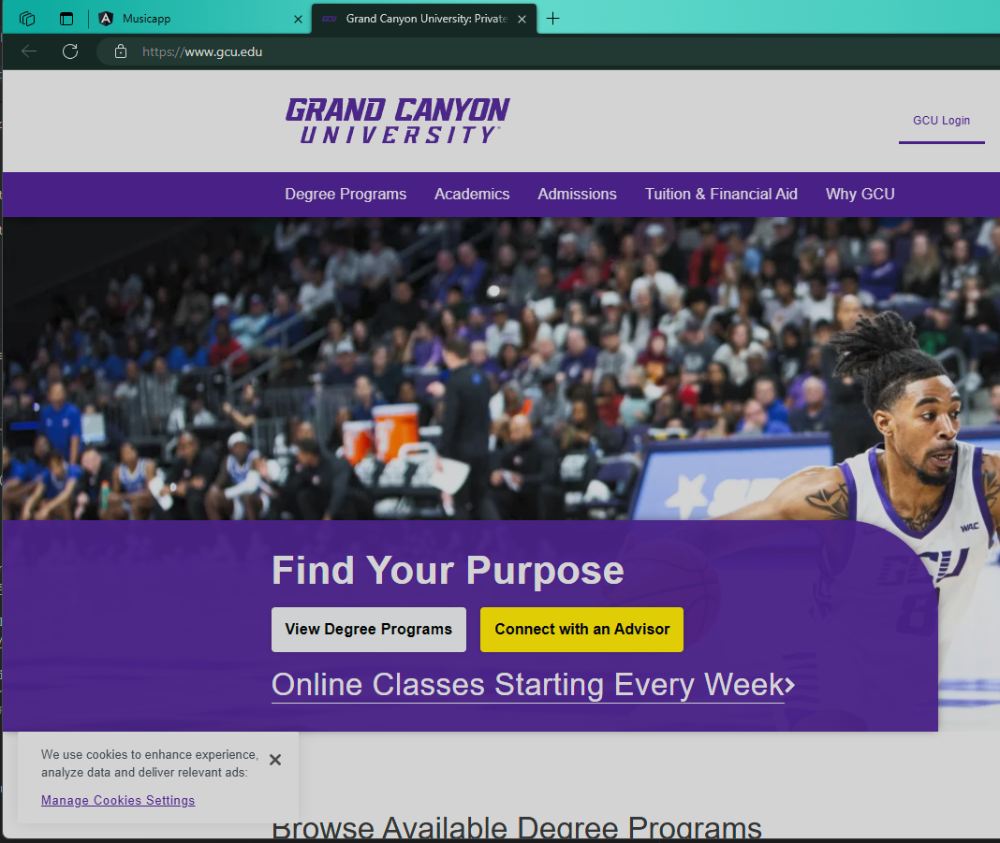 Musicapp
GCU Grand Canyon University: Private
https://www.gcu.edu
GRAND CANYON
UNIVERSITY
GCU Login
Degree Programs Academics Admissions Tuition & Financial Aid Why GCU
WAC
GCU
8
Find Your Purpose
View Degree Programs Connect with an Advisor
Online Classes Starting Every Week
We use cookies to enhance experience,
analyze data and deliver relevant ads:
Manage Cookies Settings
Browse Available Degree Programs